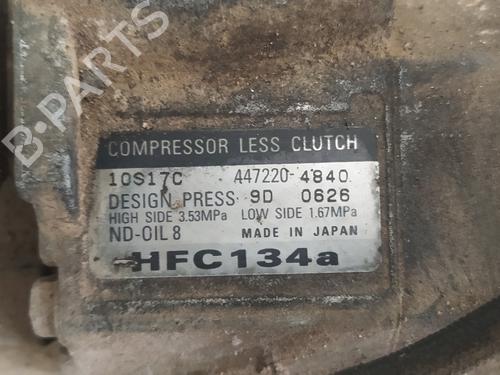 B-PARTS
COMPRESSOR LESS CLUTCH
10S17C 447220-4840
DESIGN PRESS 9D 0626
HIGH SIDE 3.53MPa LOW SIDE 1.67MPa
ND-OIL 8 MADE IN JAPAN
HFC134a